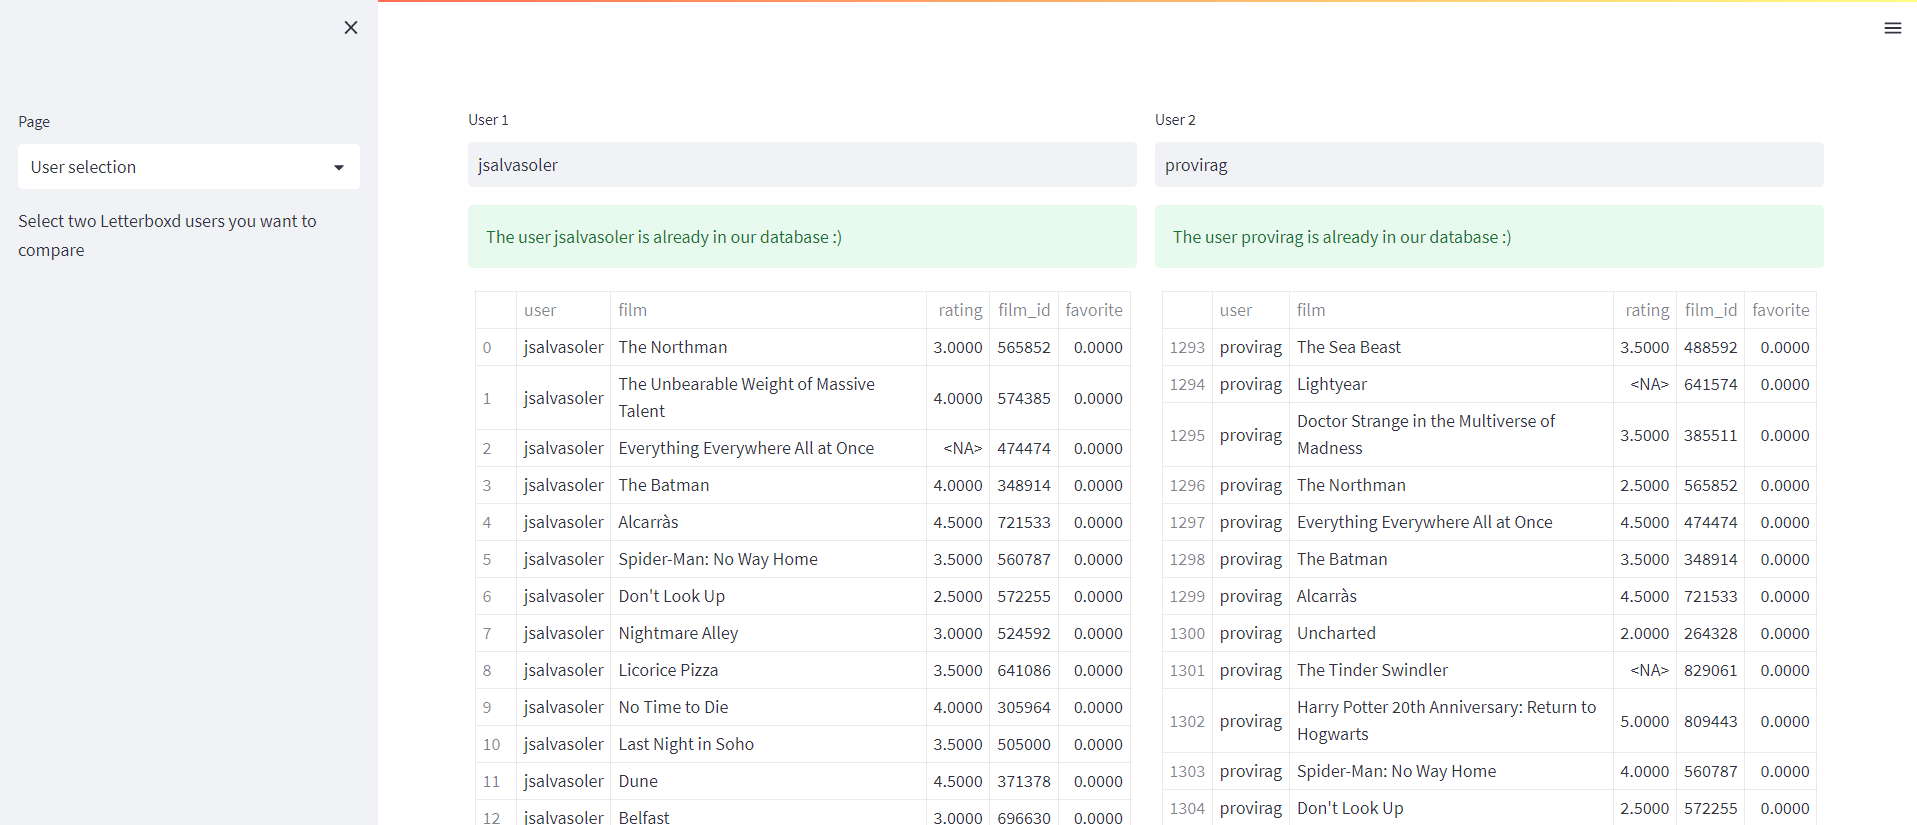 Page
User selection
Select two Letterboxd users you want to
compare
User 1
jsalvasoler
The user jsalvasoler is already in our database :)
user film rating film_id favorite
0 jsalvasoler The Northman 3.0000 565852 0.0000
1 jsalvasoler The Unbearable Weight of Massive
Talent 4.0000 574385 0.0000
2 jsalvasoler Everything Everywhere All at Once <NA> 474474 0.0000
3 jsalvasoler The Batman 4.0000 348914 0.0000
4 jsalvasoler Alcarràs 4.5000 721533 0.0000
5 jsalvasoler Spider-Man: No Way Home 3.5000 560787 0.0000
6 jsalvasoler Don't Look Up 2.5000 572255 0.0000
7 jsalvasoler Nightmare Alley 3.0000 524592 0.0000
8 jsalvasoler Licorice Pizza 3.5000 641086 0.0000
9 jsalvasoler No Time to Die 4.0000 305964 0.0000
10 jsalvasoler Last Night in Soho 3.5000 505000 0.0000
11 jsalvasoler Dune 4.5000 371378 0.0000
12 jsalvasoler Belfast 3.0000 696630 0.0000
User 2
provirag
The user provirag is already in our database :)
user film rating film_id favorite
1293 provirag The Sea Beast 3.5000 488592 0.0000
1294 provirag Lightyear <NA> 641574 0.0000
1295 provirag Doctor Strange in the Multiverse of
Madness 3.5000 385511 0.0000
1296 provirag The Northman 2.5000 565852 0.0000
1297 provirag Everything Everywhere All at Once 4.5000 474474 0.0000
1298 provirag The Batman 3.5000 348914 0.0000
1299 provirag Alcarràs 4.5000 721533 0.0000
1300 provirag Uncharted 2.0000 264328 0.0000
1301 provirag The Tinder Swindler <NA> 829061 0.0000
1302 provirag Harry Potter 20th Anniversary: Return to
Hogwarts 5.0000 809443 0.0000
1303 provirag Spider-Man: No Way Home 4.0000 560787 0.0000
1304 provirag Don't Look Up 2.5000 572255 0.0000